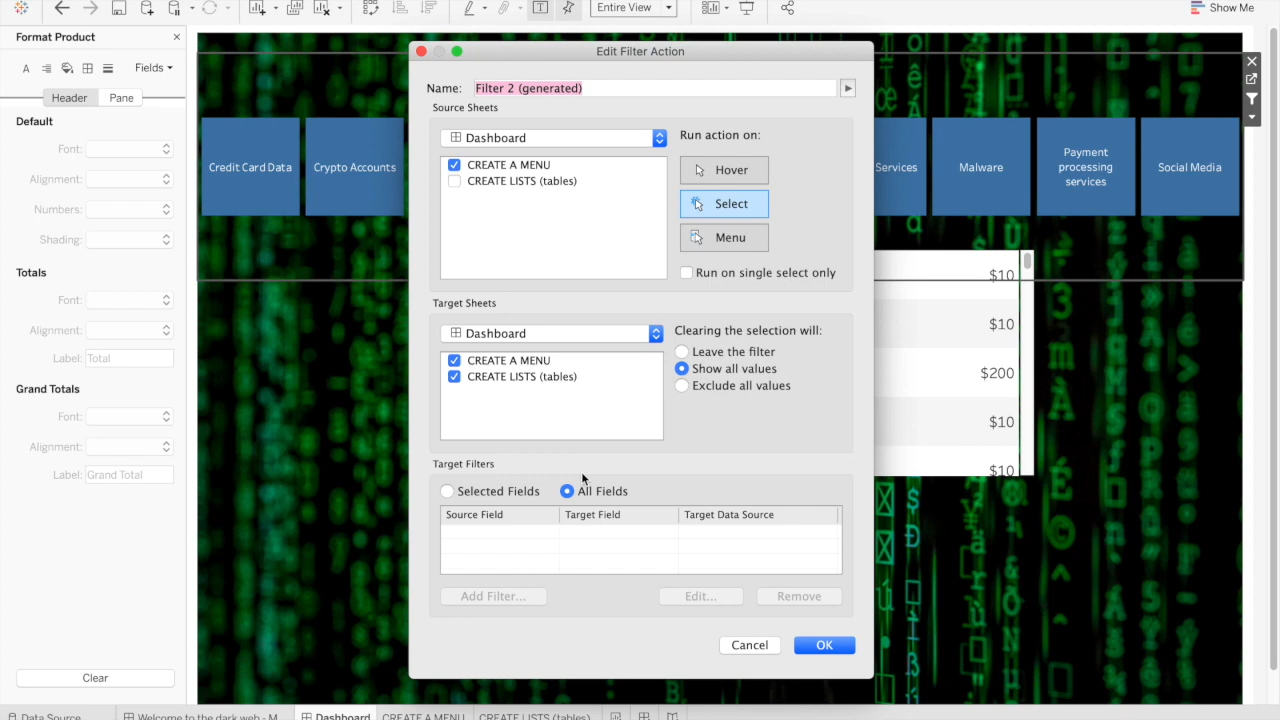 Entire View
Show Me
Format Product
Fields
Header Pane
Default
Font:
Alignment:
Numbers:
Shading:
Totals
Font:
Alignment:
Label: Total
Grand Totals
Font:
Alignment:
Label: Grand Total
Clear
Edit Filter Action
Name: Filter 2 (generated)
Source Sheets
Dashboard
CREATE A MENU
CREATE LISTS (tables)
Run action on:
Hover
Select
Menu
Run on single select only
Target Sheets
Dashboard
CREATE A MENU
CREATE LISTS (tables)
Clearing the selection will:
Leave the filter
Show all values
Exclude all values
Target Filters
Selected Fields All Fields
Source Field Target Field Target Data Source
Add Filter... Edit... Remove
Cancel OK
Credit Card Data
Crypto Accounts
Services
Malware
Payment
processing
services
Social Media
$10
$10
$200
$10
$10
Data Source Welcome to the dark web - M Dashboard CREATE A MENU CREATE LISTS (tables)